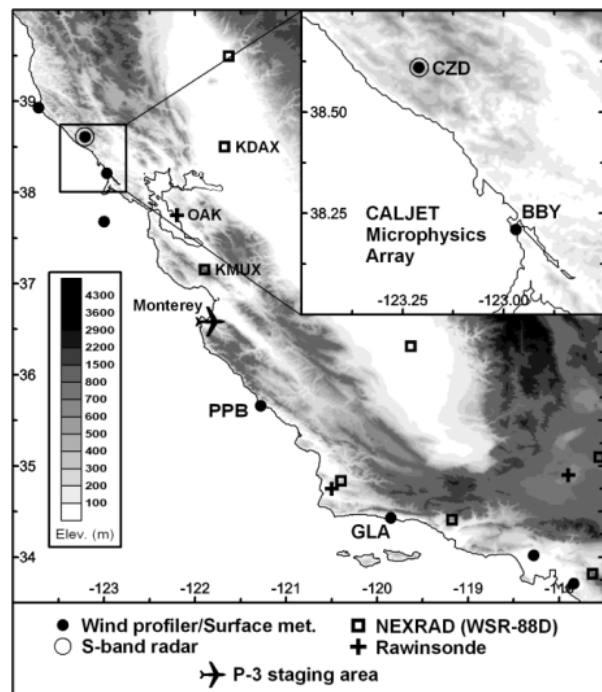 39
38
37
36
35
34
KDAX
OAK
KMUX
Monterey
PPB
GLA
CZD
38.50
BBY
38.25
CALJET
Microphysics
Array
-123.25
-123.00
4300
3600
2900
2200
1500
800
700
600
500
400
300
200
100
Elev. (m)
-123
-122
-121
-120
-119
-118
Wind profiler/Surface met.
NEXRAD (WSR-88D)
S-band radar
Rawinsonde
P-3 staging area